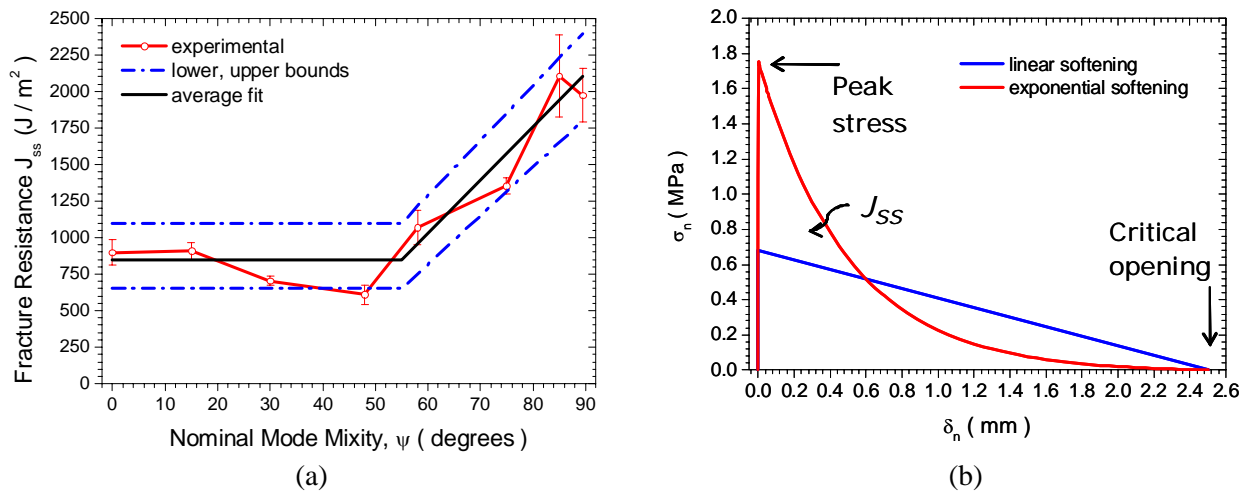 2500
2250
2000
1750
1500
1250
1000
750
500
250
0
Fracture Resistance J_ss (J / m²)
experimental
lower, upper bounds
average fit
0 10 20 30 40 50 60 70 80 90
Nominal Mode Mixity, ψ ( degrees )
(a)
2.0
1.8
1.6
1.4
1.2
1.0
0.8
0.6
0.4
0.2
0.0
σ_n ( MPa)
linear softening
exponential softening
Peak
stress
J_SS
Critical
opening
0.0 0.2 0.4 0.6 0.8 1.0 1.2 1.4 1.6 1.8 2.0 2.2 2.4 2.6
δ_n ( mm )
(b)